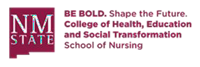 NM
STATE
BE BOLD. Shape the Future.
College of Health, Education
and Social Transformation
School of Nursing